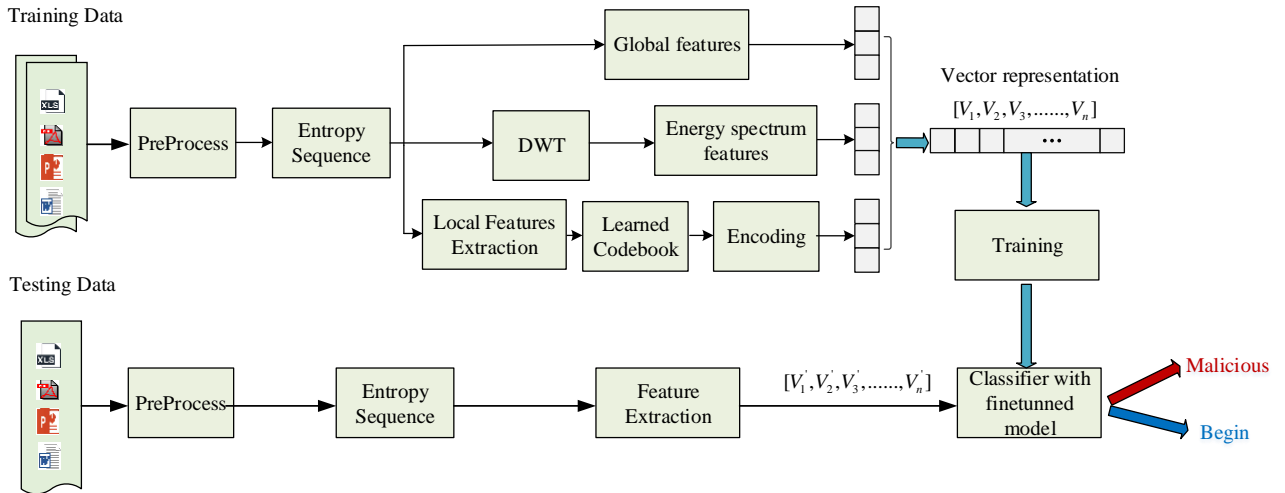 Training Data
XLS
PreProcess
Entropy
Sequence
Global features
DWT
Energy spectrum
features
Local Features
Extraction
Learned
Codebook
Encoding
Vector representation
[V₁,V₂,V₃,......,Vₙ]
...
Training
Testing Data
XLS
PreProcess
Entropy
Sequence
Feature
Extraction
[V₁',V₂',V₃',......,Vₙ']
Classifier with
finetunned
model
Malicious
Begin